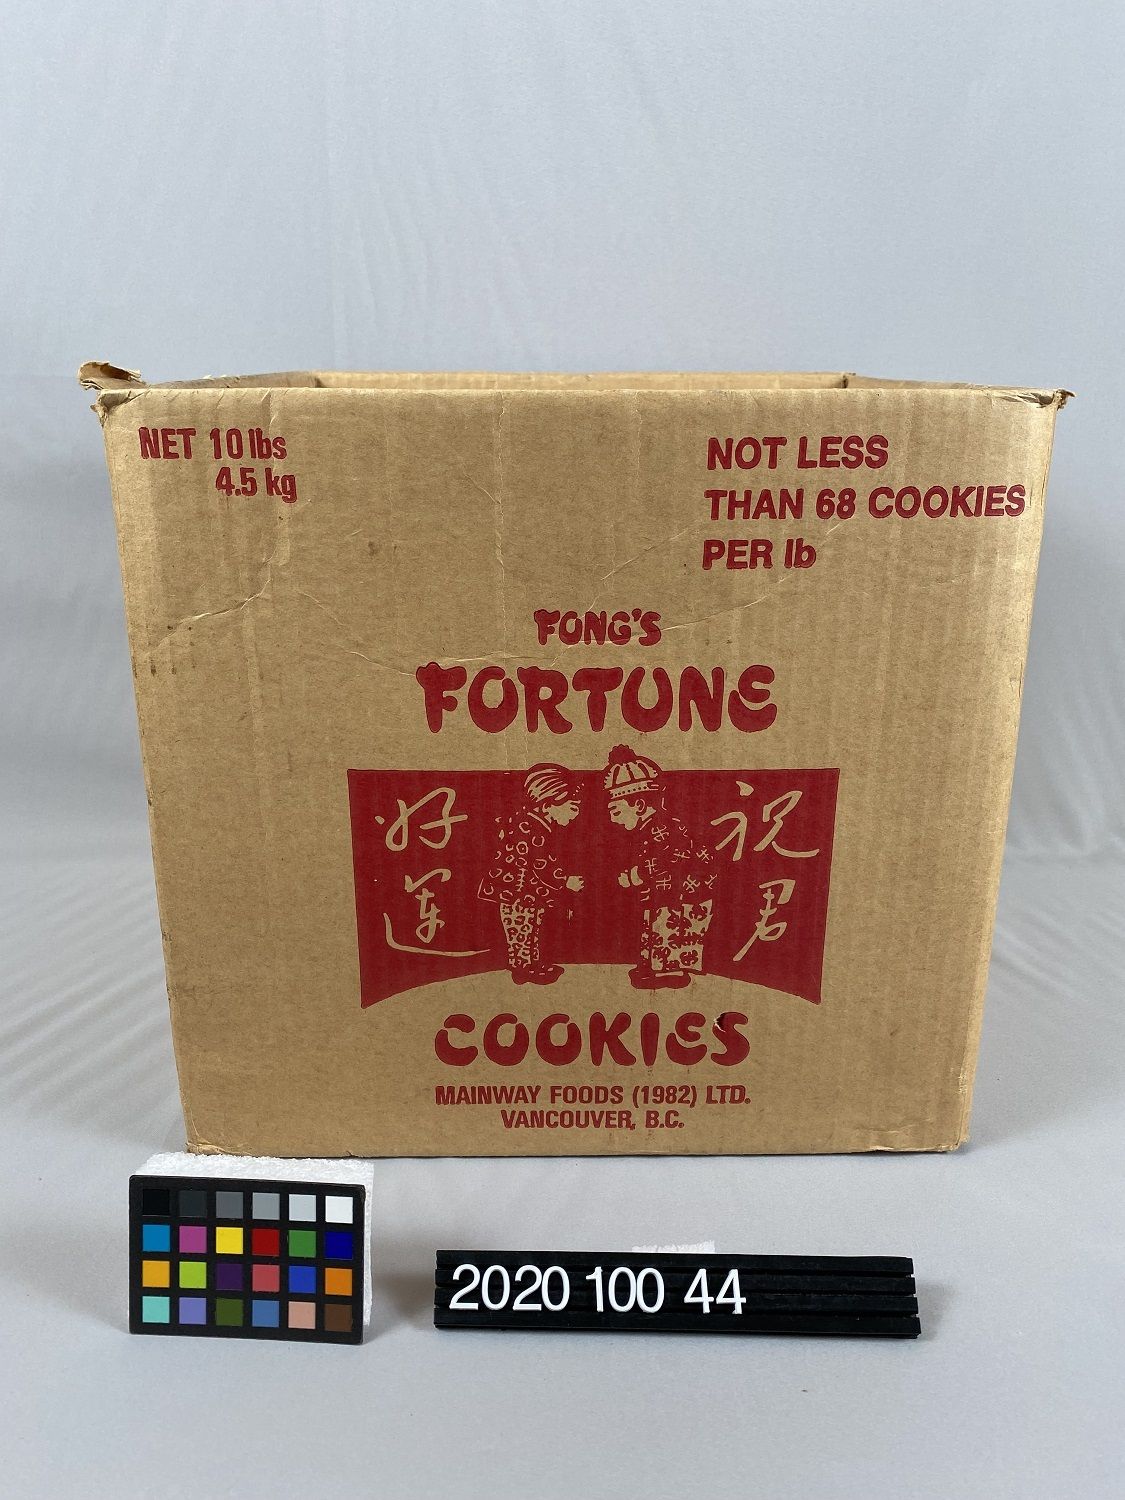 NET 10 lbs
4.5 kg
NOT LESS
THAN 68 COOKIES
PER lb
FONG'S
FORTUNE
祝君
好運
COOKIES
MAINWAY FOODS (1982) LTD.
VANCOUVER, B.C.
2020 100 44